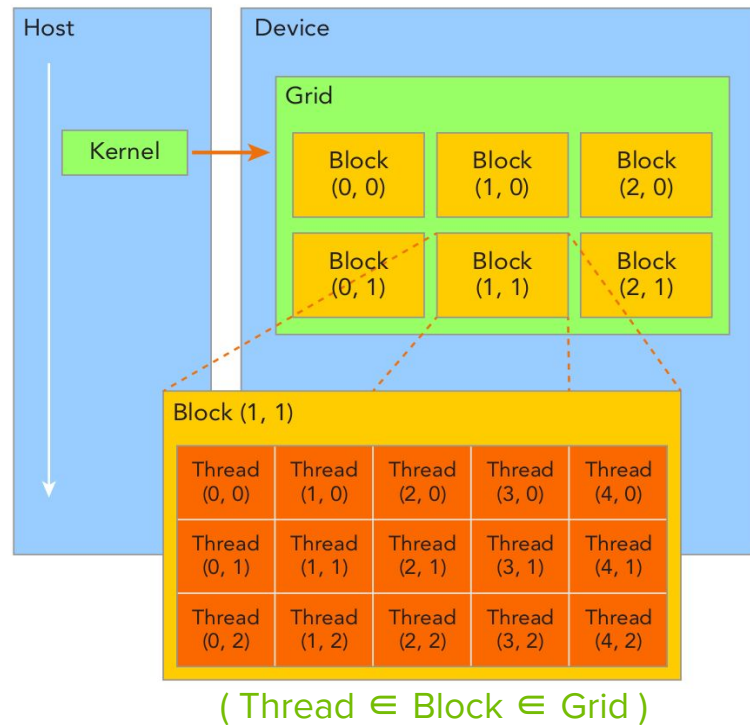 Host
Device
Grid
Kernel
Block
(0, 0)
Block
(1, 0)
Block
(2, 0)
Block
(0, 1)
Block
(1, 1)
Block
(2, 1)
Block (1, 1)
Thread
(0, 0)
Thread
(1, 0)
Thread
(2, 0)
Thread
(3, 0)
Thread
(4, 0)
Thread
(0, 1)
Thread
(1, 1)
Thread
(2, 1)
Thread
(3, 1)
Thread
(4, 1)
Thread
(0, 2)
Thread
(1, 2)
Thread
(2, 2)
Thread
(3, 2)
Thread
(4, 2)
( Thread ∈ Block ∈ Grid )